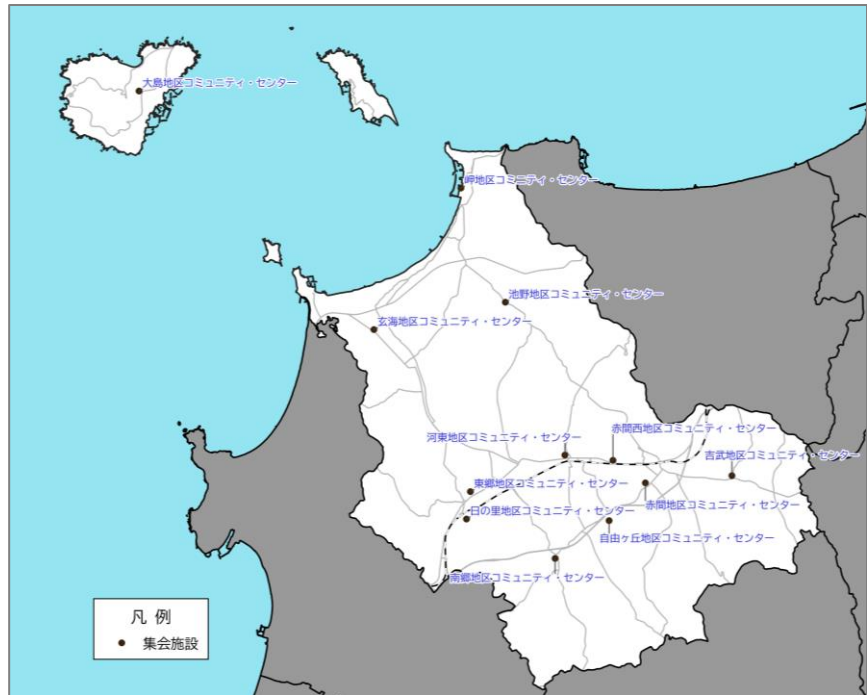 大島地区コミュニティ・センター
岬地区コミニティ・センター
池野地区コミュニティ・センター
玄海地区コミュニティ・センター
河東地区コミュニティ・センター
赤間西地区コミュニティ・センター
吉武地区コミュニティ・センター
東郷地区コミュニティ・センター
赤間地区コミュニティ・センター
日の里地区コミュニティ・センター
自由ヶ丘地区コミュニティ・センター
南郷地区コミュニティ・センター
凡 例
集会施設